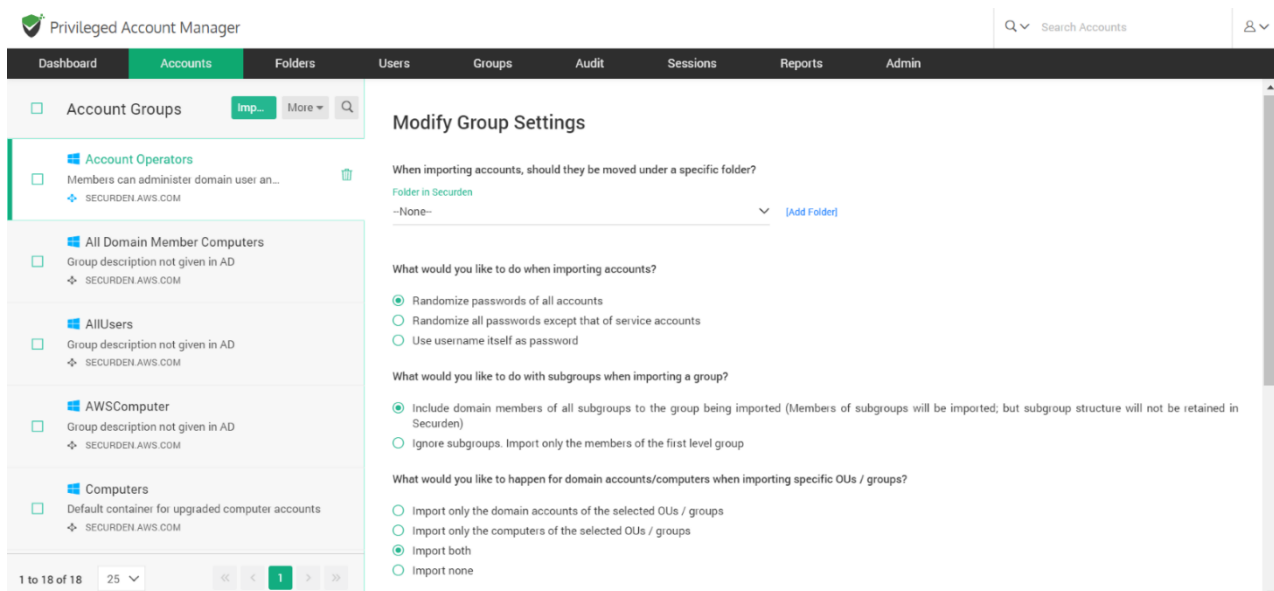 Privileged Account Manager
Search Accounts
Dashboard Accounts Folders Users Groups Audit Sessions Reports Admin
Account Groups Imp... More
Account Operators
Members can administer domain user an...
SECURDEN.AWS.COM
All Domain Member Computers
Group description not given in AD
SECURDEN.AWS.COM
AllUsers
Group description not given in AD
SECURDEN.AWS.COM
AWSComputer
Group description not given in AD
SECURDEN.AWS.COM
Computers
Default container for upgraded computer accounts
SECURDEN.AWS.COM
1 to 18 of 18 25 « < 1 > »
Modify Group Settings
When importing accounts, should they be moved under a specific folder?
Folder in Securden
--None-- [Add Folder]
What would you like to do when importing accounts?
Randomize passwords of all accounts
Randomize all passwords except that of service accounts
Use username itself as password
What would you like to do with subgroups when importing a group?
Include domain members of all subgroups to the group being imported (Members of subgroups will be imported; but subgroup structure will not be retained in
Securden)
Ignore subgroups. Import only the members of the first level group
What would you like to happen for domain accounts/computers when importing specific OUs / groups?
Import only the domain accounts of the selected OUs / groups
Import only the computers of the selected OUs / groups
Import both
Import none